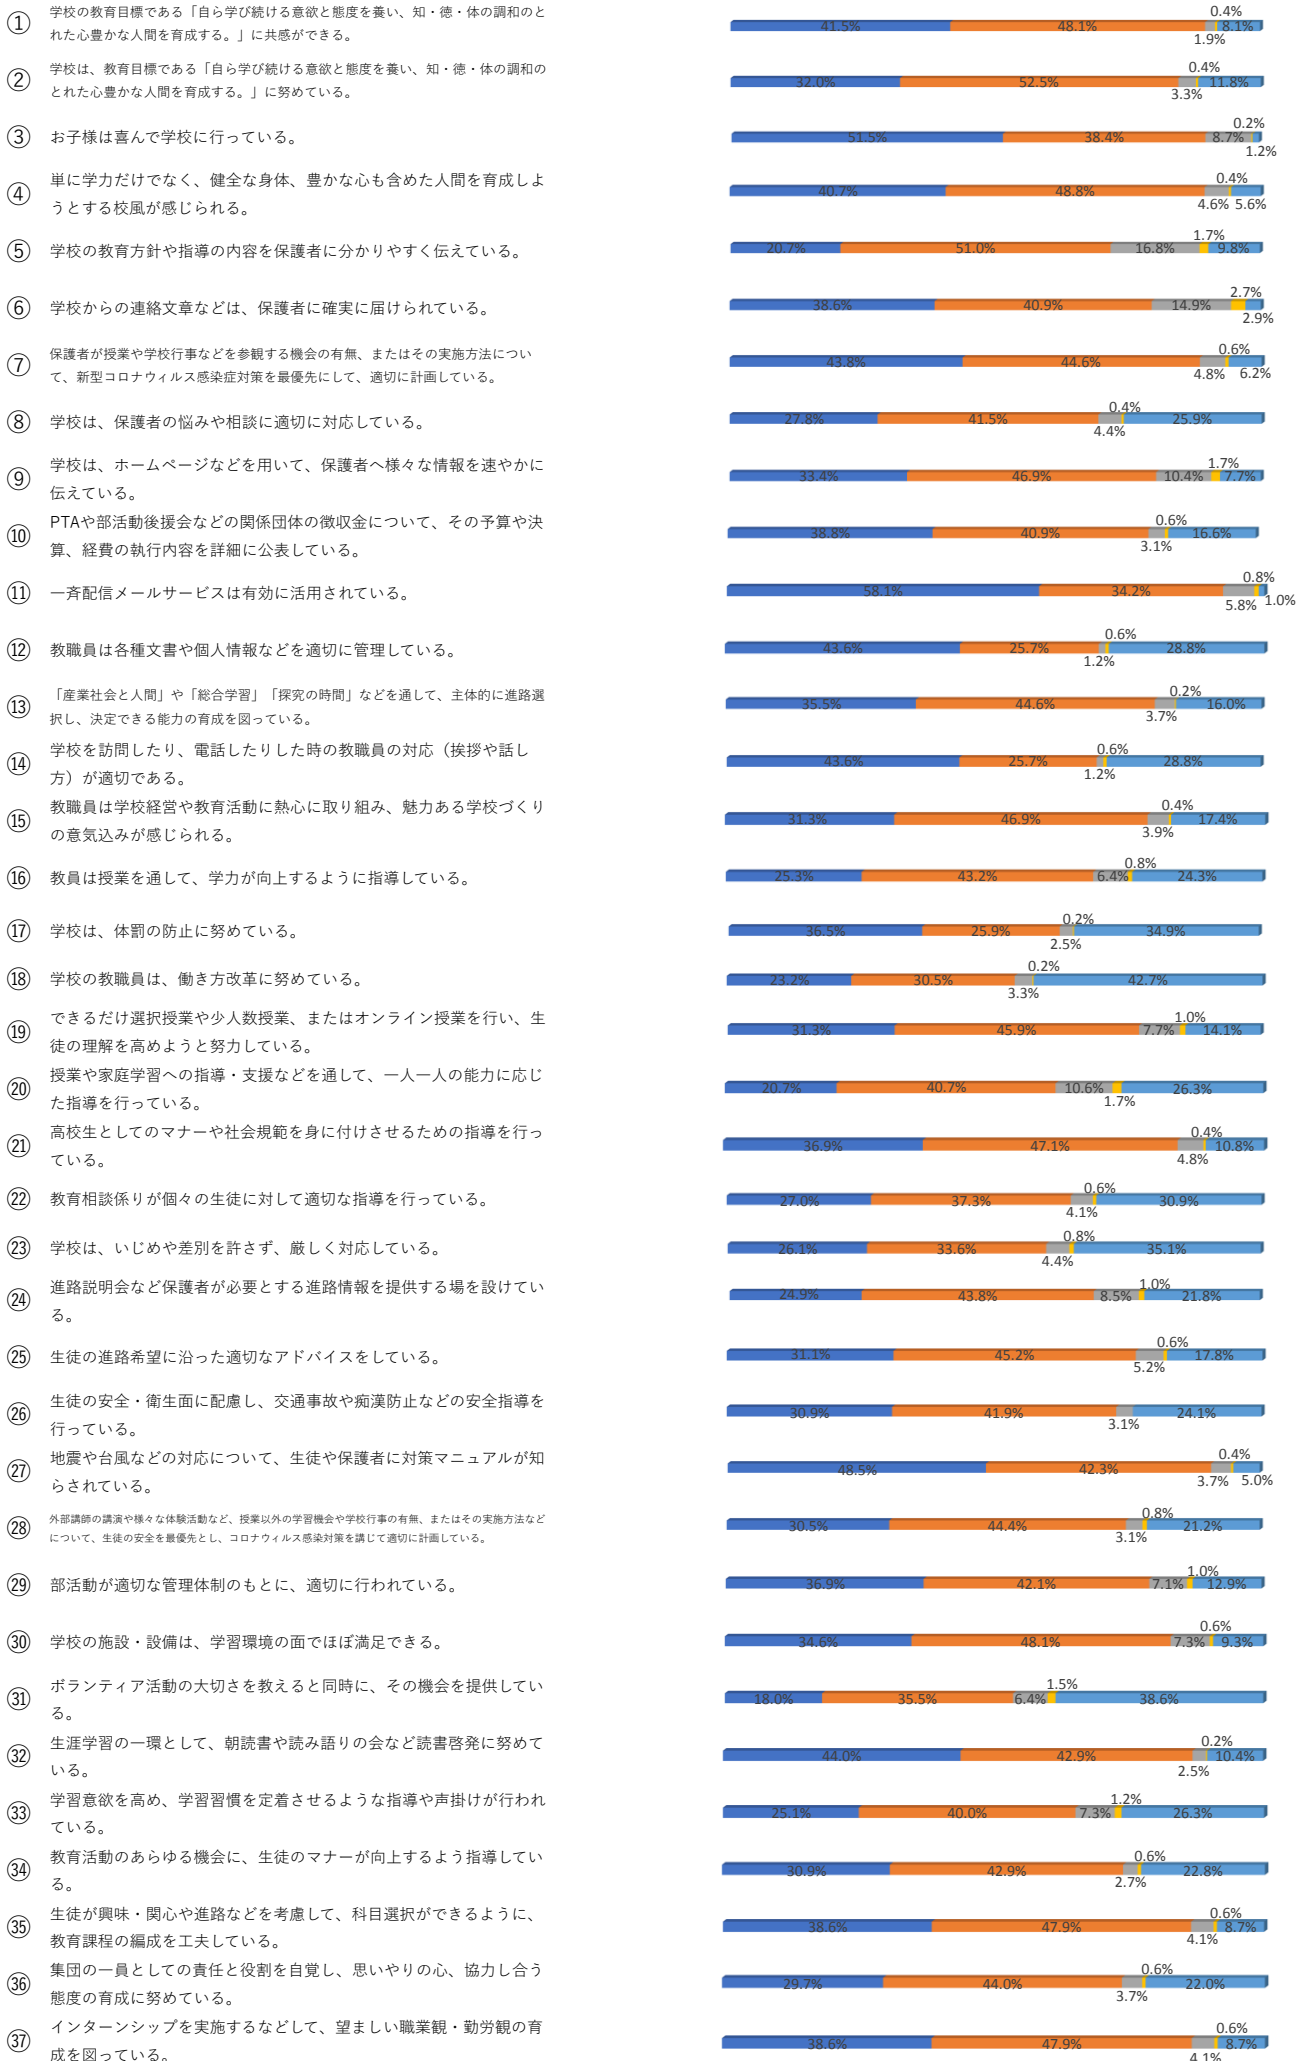 ① 学校の教育目標である「自ら学び続ける意欲と態度を養い、知・徳・体の調和のと
れた心豊かな人間を育成する。」に共感ができる。
41.5% 48.1% 1.9% 0.4% 8.1%
② 学校は、教育目標である「自ら学び続ける意欲と態度を養い、知・徳・体の調和の
とれた心豊かな人間を育成する。」に努めている。
32.0% 52.5% 3.3% 0.4% 11.8%
③ お子様は喜んで学校に行っている。
51.5% 38.4% 8.7% 0.2% 1.2%
④ 単に学力だけでなく、健全な身体、豊かな心も含めた人間を育成しよ
うとする校風が感じられる。
40.7% 48.8% 4.6% 0.4% 5.6%
⑤ 学校の教育方針や指導の内容を保護者に分かりやすく伝えている。
20.7% 51.0% 16.8% 1.7% 9.8%
⑥ 学校からの連絡文章などは、保護者に確実に届けられている。
38.6% 40.9% 14.9% 2.7% 2.9%
⑦ 保護者が授業や学校行事などを参観する機会の有無、またはその実施方法につい
て、新型コロナウィルス感染症対策を最優先にして、適切に計画している。
43.8% 44.6% 4.8% 0.6% 6.2%
⑧ 学校は、保護者の悩みや相談に適切に対応している。
27.8% 41.5% 4.4% 0.4% 25.9%
⑨ 学校は、ホームページなどを用いて、保護者へ様々な情報を速やかに
伝えている。
33.4% 46.9% 10.4% 1.7% 7.7%
⑩ PTAや部活動後援会などの関係団体の徴収金について、その予算や決
算、経費の執行内容を詳細に公表している。
38.8% 40.9% 3.1% 0.6% 16.6%
⑪ 一斉配信メールサービスは有効に活用されている。
58.1% 34.2% 5.8% 0.8% 1.0%
⑫ 教職員は各種文書や個人情報などを適切に管理している。
43.6% 25.7% 1.2% 0.6% 28.8%
⑬ 「産業社会と人間」や「総合学習」「探究の時間」などを通して、主体的に進路選
択し、決定できる能力の育成を図っている。
35.5% 44.6% 3.7% 0.2% 16.0%
⑭ 学校を訪問したり、電話したりした時の教職員の対応（挨拶や話し
方）が適切である。
43.6% 25.7% 1.2% 0.6% 28.8%
⑮ 教職員は学校経営や教育活動に熱心に取り組み、魅力ある学校づくり
の意気込みが感じられる。
31.3% 46.9% 3.9% 0.4% 17.4%
⑯ 教員は授業を通して、学力が向上するように指導している。
25.3% 43.2% 6.4% 0.8% 24.3%
⑰ 学校は、体罰の防止に努めている。
36.5% 25.9% 2.5% 0.2% 34.9%
⑱ 学校の教職員は、働き方改革に努めている。
23.2% 30.5% 3.3% 0.2% 42.7%
⑲ できるだけ選択授業や少人数授業、またはオンライン授業を行い、生
徒の理解を高めようと努力している。
31.3% 45.9% 7.7% 1.0% 14.1%
⑳ 授業や家庭学習への指導・支援などを通して、一人一人の能力に応じ
た指導を行っている。
20.7% 40.7% 10.6% 1.7% 26.3%
㉑ 高校生としてのマナーや社会規範を身に付けさせるための指導を行っ
ている。
36.9% 47.1% 4.8% 0.4% 10.8%
㉒ 教育相談係りが個々の生徒に対して適切な指導を行っている。
27.0% 37.3% 4.1% 0.6% 30.9%
㉓ 学校は、いじめや差別を許さず、厳しく対応している。
26.1% 33.6% 4.4% 0.8% 35.1%
㉔ 進路説明会など保護者が必要とする進路情報を提供する場を設けてい
る。
24.9% 43.8% 8.5% 1.0% 21.8%
㉕ 生徒の進路希望に沿った適切なアドバイスをしている。
31.1% 45.2% 5.2% 0.6% 17.8%
㉖ 生徒の安全・衛生面に配慮し、交通事故や痴漢防止などの安全指導を
行っている。
30.9% 41.9% 3.1% 24.1%
㉗ 地震や台風などの対応について、生徒や保護者に対策マニュアルが知
らされている。
48.5% 42.3% 3.7% 0.4% 5.0%
㉘ 外部講師の講演や様々な体験活動など、授業以外の学習機会や学校行事の有無、またはその実施方法など
について、生徒の安全を最優先とし、コロナウィルス感染対策を講じて適切に計画している。
30.5% 44.4% 3.1% 0.8% 21.2%
㉙ 部活動が適切な管理体制のもとに、適切に行われている。
36.9% 42.1% 7.1% 1.0% 12.9%
㉚ 学校の施設・設備は、学習環境の面でほぼ満足できる。
34.6% 48.1% 7.3% 0.6% 9.3%
㉛ ボランティア活動の大切さを教えると同時に、その機会を提供してい
る。
18.0% 35.5% 6.4% 1.5% 38.6%
㉜ 生涯学習の一環として、朝読書や読み語りの会など読書啓発に努めて
いる。
44.0% 42.9% 2.5% 0.2% 10.4%
㉝ 学習意欲を高め、学習習慣を定着させるような指導や声掛けが行われ
ている。
25.1% 40.0% 7.3% 1.2% 26.3%
㉞ 教育活動のあらゆる機会に、生徒のマナーが向上するよう指導してい
る。
30.9% 42.9% 2.7% 0.6% 22.8%
㉟ 生徒が興味・関心や進路などを考慮して、科目選択ができるように、
教育課程の編成を工夫している。
38.6% 47.9% 4.1% 0.6% 8.7%
㊱ 集団の一員としての責任と役割を自覚し、思いやりの心、協力し合う
態度の育成に努めている。
29.7% 44.0% 3.7% 0.6% 22.0%
㊲ インターンシップを実施するなどして、望ましい職業観・勤労観の育
成を図っている。
38.6% 47.9% 4.1% 0.6% 8.7%